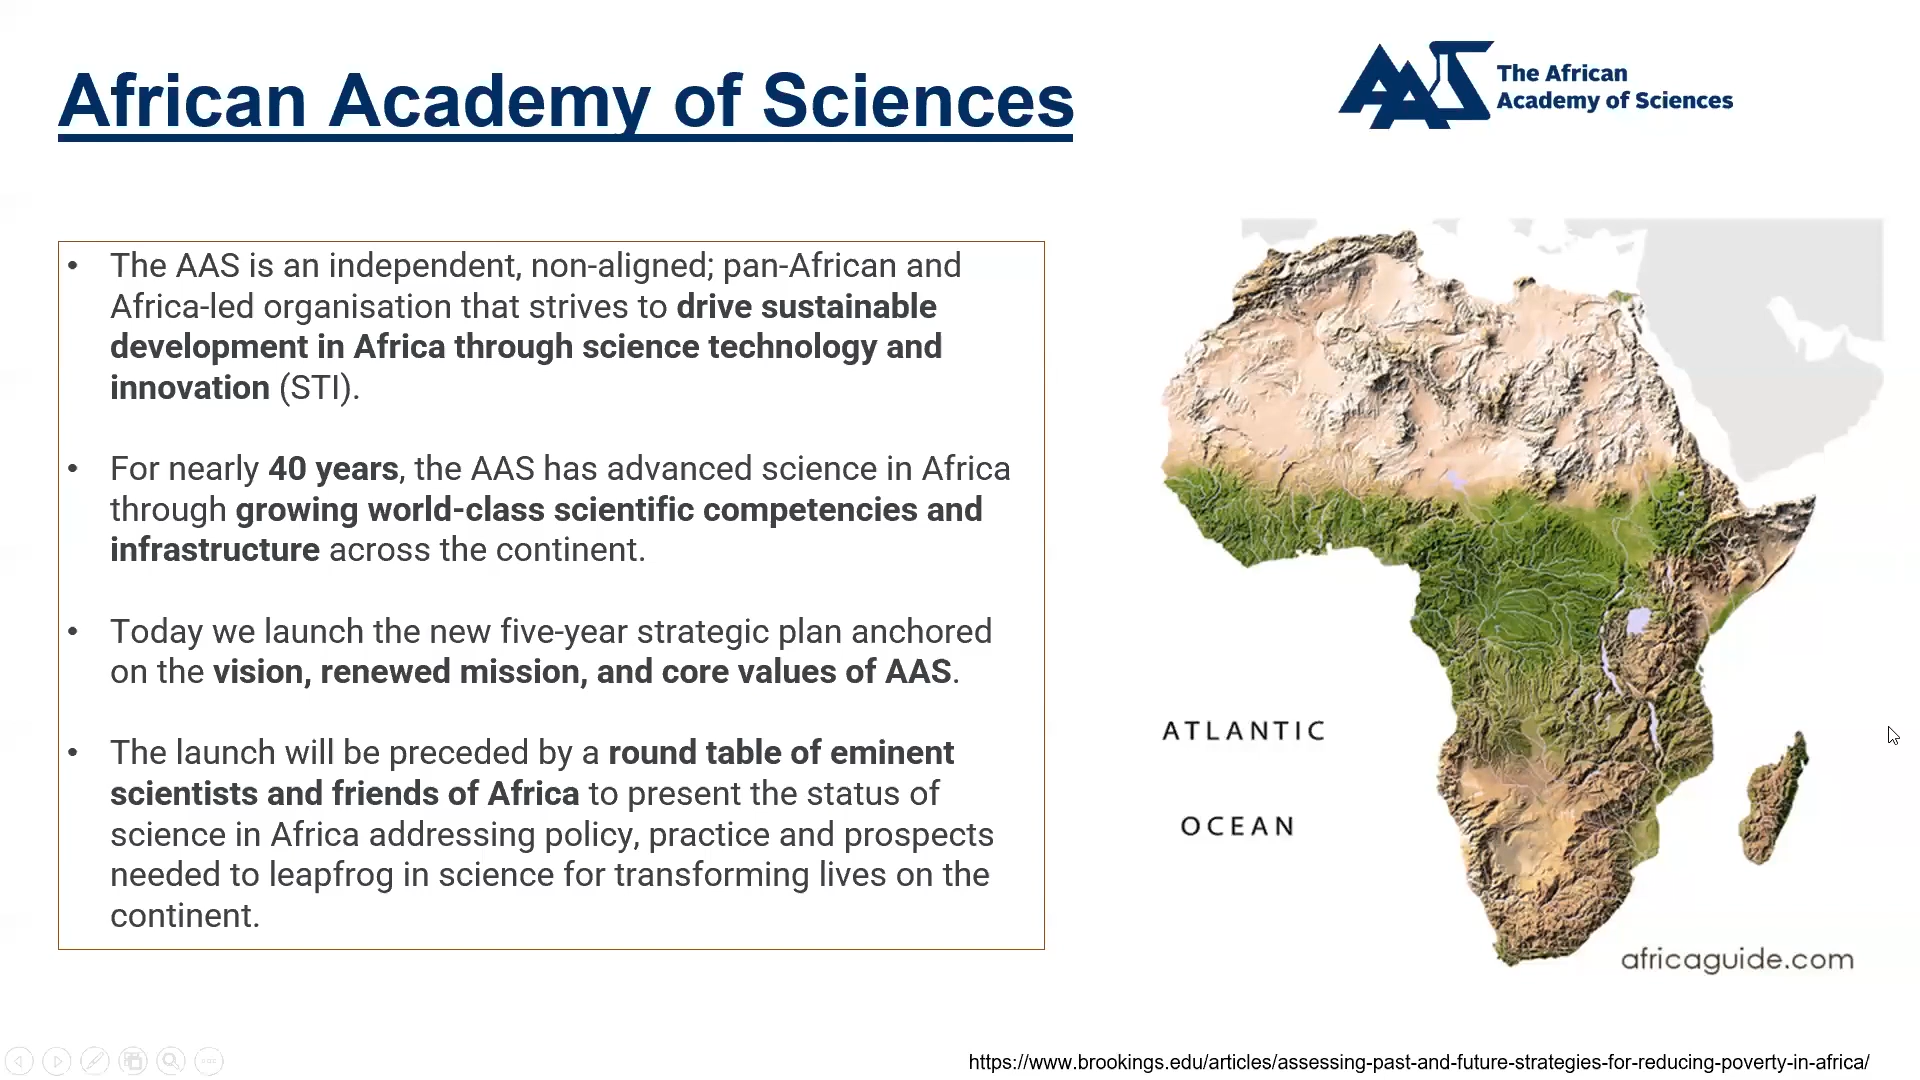 African Academy of Sciences
The African
Academy of Sciences
• The AAS is an independent, non-aligned; pan-African and
Africa-led organisation that strives to drive sustainable
development in Africa through science technology and
innovation (STI).
• For nearly 40 years, the AAS has advanced science in Africa
through growing world-class scientific competencies and
infrastructure across the continent.
• Today we launch the new five-year strategic plan anchored
on the vision, renewed mission, and core values of AAS.
• The launch will be preceded by a round table of eminent
scientists and friends of Africa to present the status of
science in Africa addressing policy, practice and prospects
needed to leapfrog in science for transforming lives on the
continent.
ATLANTIC
OCEAN
africaguide.com
https://www.brookings.edu/articles/assessing-past-and-future-strategies-for-reducing-poverty-in-africa/